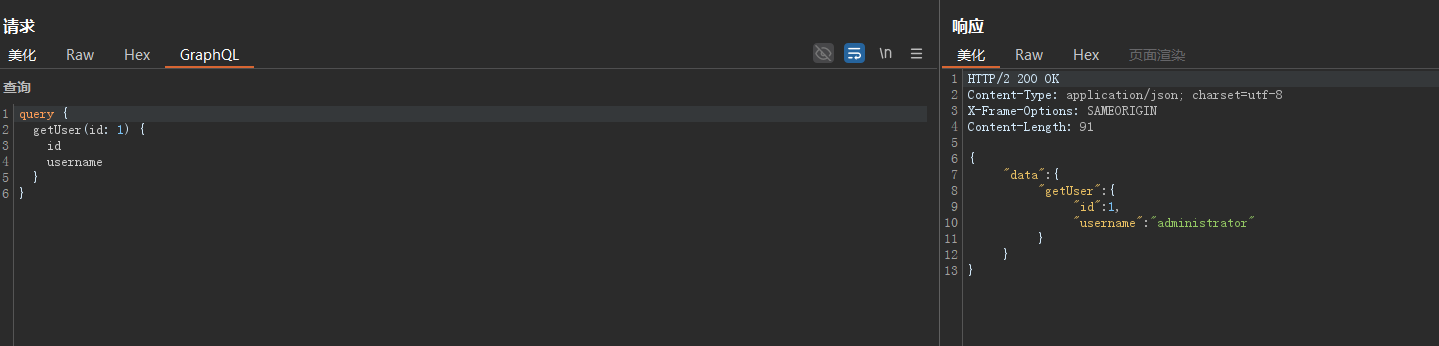 请求
美化 Raw Hex GraphQL \n
查询
1 query {
2 getUser(id: 1) {
3 id
4 username
5 }
6 }
响应
美化 Raw Hex 页面渲染
1 HTTP/2 200 OK
2 Content-Type: application/json; charset=utf-8
3 X-Frame-Options: SAMEORIGIN
4 Content-Length: 91
5
6 {
7 "data":{
8 "getUser":{
9 "id":1,
10 "username":"administrator"
11 }
12 }
13 }